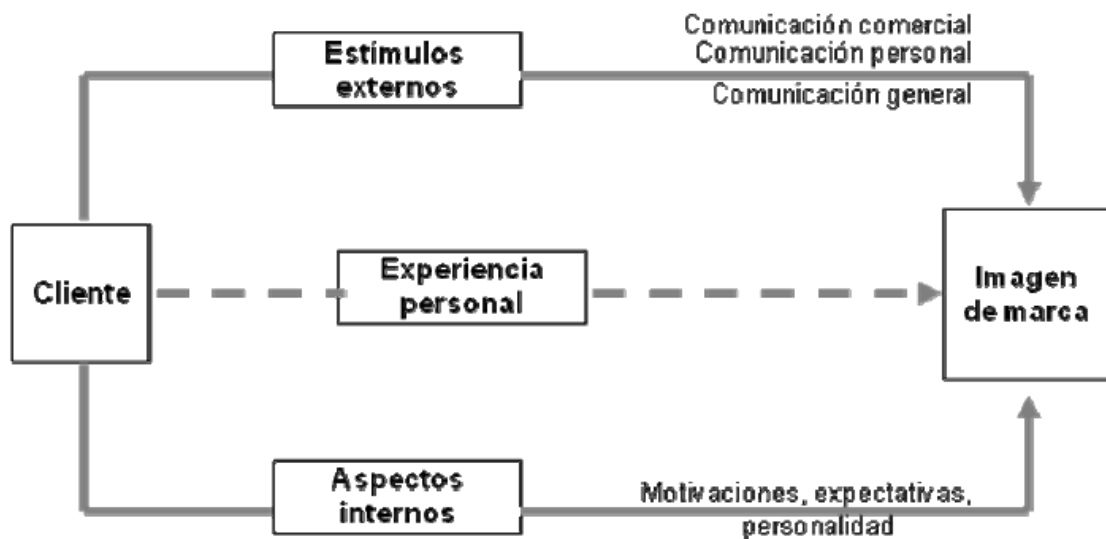 Comunicación comercial
Estímulos
externos
Comunicación personal
Comunicación general
Cliente
Experiencia
personal
Imagen
de marca
Aspectos
internos
Motivaciones, expectativas,
personalidad